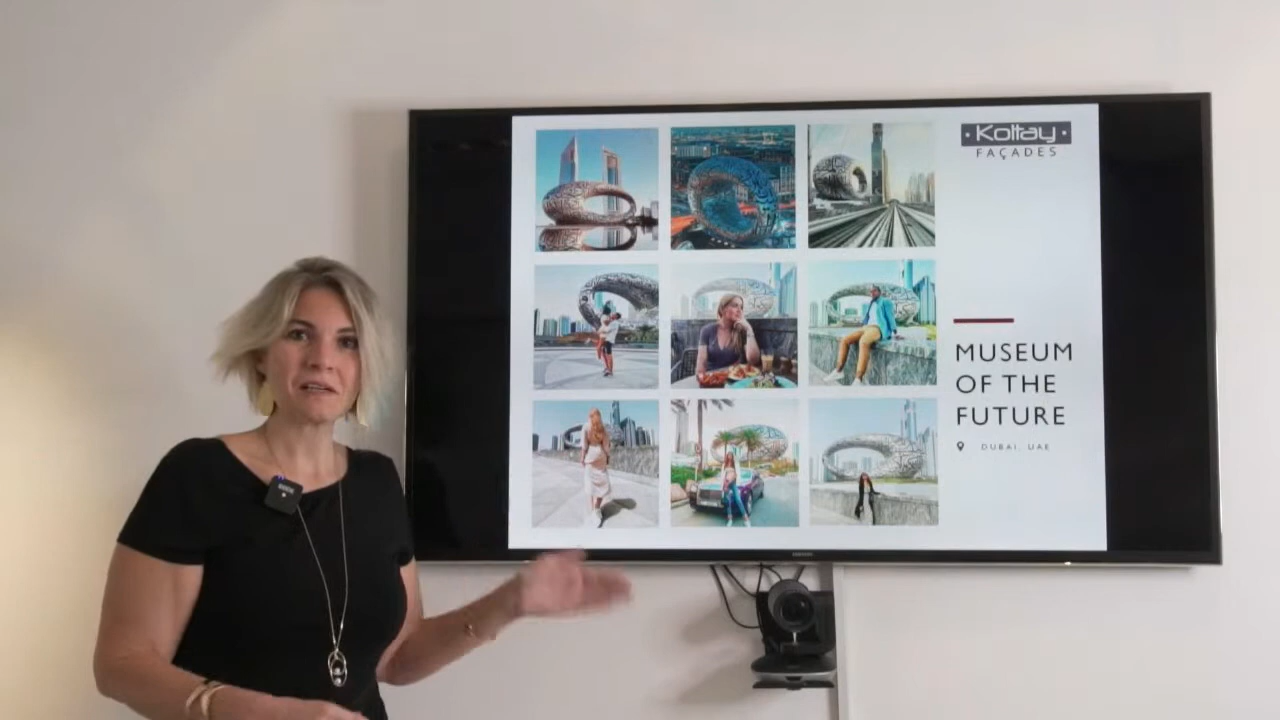 Koltay
FAÇADES
MUSEUM
OF THE
FUTURE
DUBAI, UAE